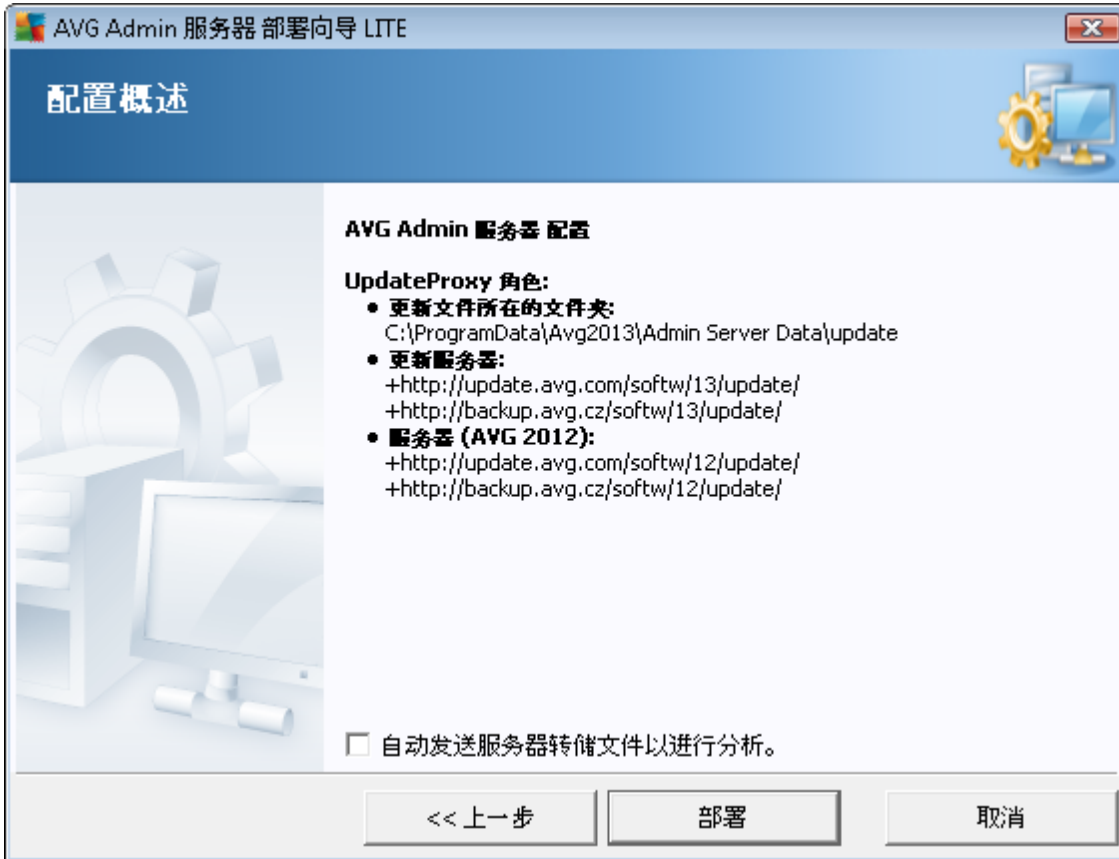 AVG Admin 服务器 部署向导 LITE
配置概述
AVG Admin 服务器 配置
UpdateProxy 角色:
• 更新文件所在的文件夹:
C:\ProgramData\Avg2013\Admin Server Data\update
• 更新服务器:
+http://update.avg.com/softw/13/update/
+http://backup.avg.cz/softw/13/update/
• 服务器 (AVG 2012):
+http://update.avg.com/softw/12/update/
+http://backup.avg.cz/softw/12/update/
自动发送服务器转储文件以进行分析。
<< 上一步 部署 取消